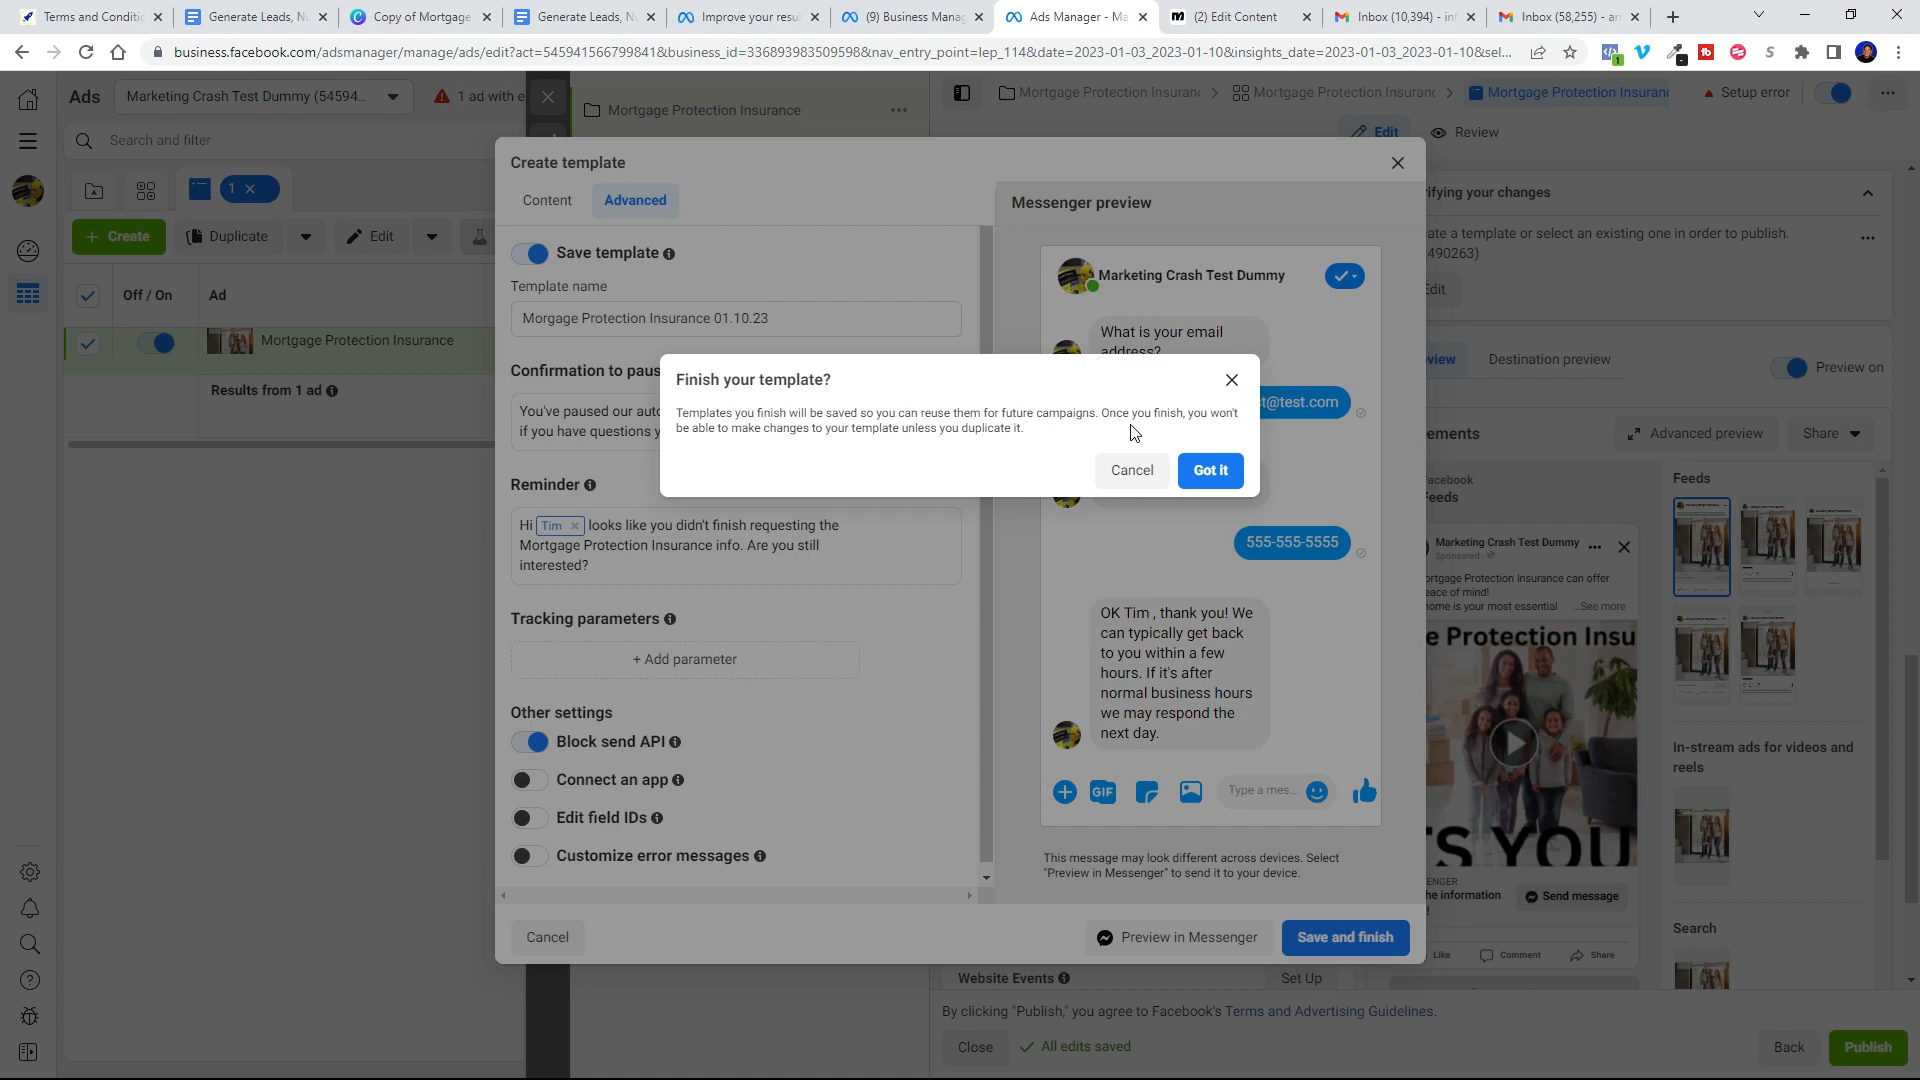 Terms and Conditic
Generate Leads, Nu
Copy of Mortgage
Generate Leads, Nu
Improve your resul
(9) Business Manag
Ads Manager - Ma
(2) Edit Content
Inbox (10,394) - inf
Inbox (58,255) - an
business.facebook.com/adsmanager/manage/ads/edit?act=545941566799841&business_id=336893983509598&nav_entry_point=lep_114&date=2023-01-03_2023-01-10&insights_date=2023-01-03_2023-01-10&sel...
Ads
Marketing Crash Test Dummy (54594...
1 ad with e
Mortgage Protection Insurance
Mortgage Protection Insuranc
Mortgage Protection Insuranc
Mortgage Protection Insuranc
Setup error
Search and filter
Edit
Review
1
Create
Duplicate
Edit
Off / On
Ad
Mortgage Protection Insurance
Results from 1 ad
Create template
Content
Advanced
Save template
Template name
Morgage Protection Insurance 01.10.23
Confirmation to paus
You've paused our auto
if you have questions y
Reminder
Hi Tim looks like you didn't finish requesting the
Mortgage Protection Insurance info. Are you still
interested?
Tracking parameters
+ Add parameter
Other settings
Block send API
Connect an app
Edit field IDs
Customize error messages
Cancel
Preview in Messenger
Save and finish
Messenger preview
Marketing Crash Test Dummy
What is your email
address?
t@test.com
555-555-5555
OK Tim , thank you! We
can typically get back
to you within a few
hours. If it's after
normal business hours
we may respond the
next day.
GIF
Type a mes...
This message may look different across devices. Select
"Preview in Messenger" to send it to your device.
Finish your template?
Templates you finish will be saved so you can reuse them for future campaigns. Once you finish, you won't
be able to make changes to your template unless you duplicate it.
Cancel
Got it
ifying your changes
ate a template or select an existing one in order to publish.
490263)
Edit
view
Destination preview
Preview on
ements
Advanced preview
Share
acebook
Feeds
Feeds
Marketing Crash Test Dummy
Sponsored
ortgage Protection Insurance can offer
eace of mind!
home is your most essential ...See more
e Protection Insu
TS YOU
ENGER
he information
!
Send message
Like
Comment
Share
In-stream ads for videos and
reels
Search
Website Events
Set Up
By clicking "Publish," you agree to Facebook's Terms and Advertising Guidelines.
Close
All edits saved
Back
Publish